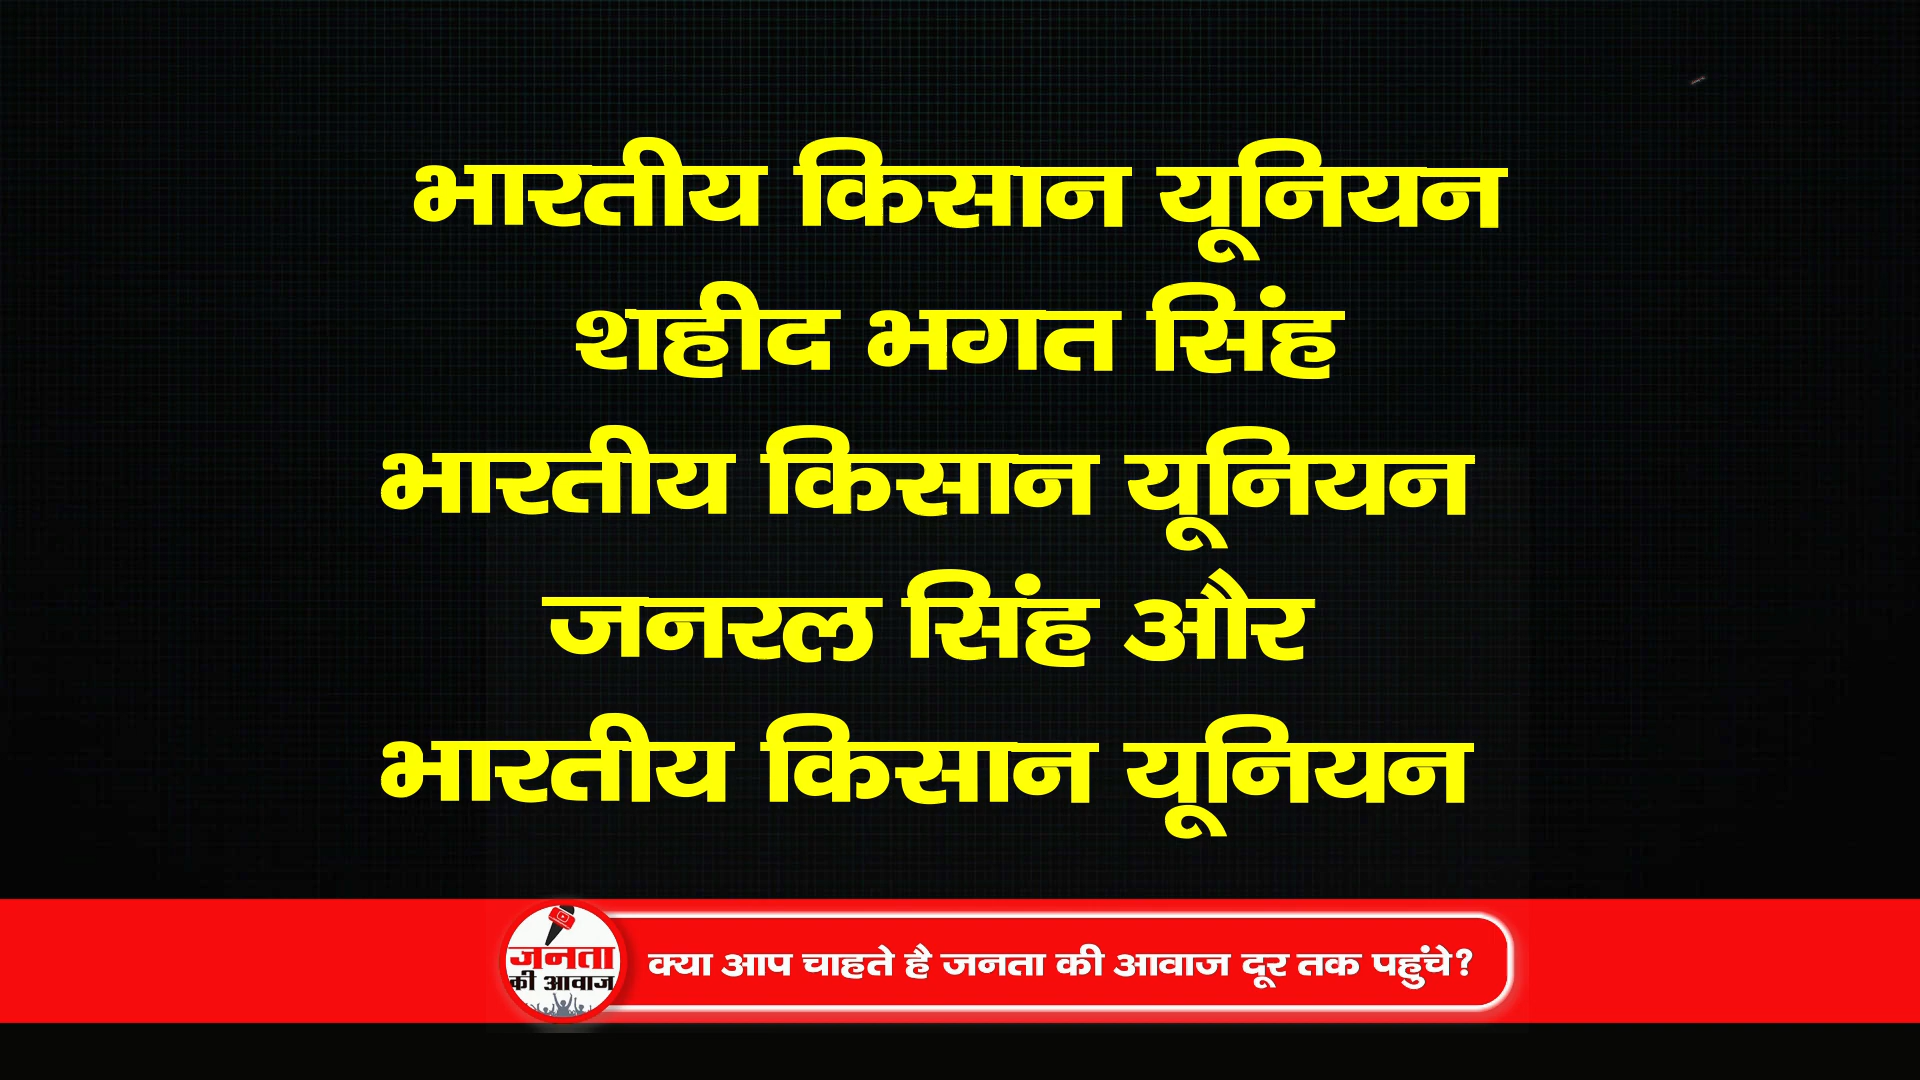 भारतीय किसान यूनियन
शहीद भगत सिंह
भारतीय किसान यूनियन
जनरल सिंह और
भारतीय किसान यूनियन
जनता
की आवाज
क्या आप चाहते है जनता की आवाज दूर तक पहुंचे?